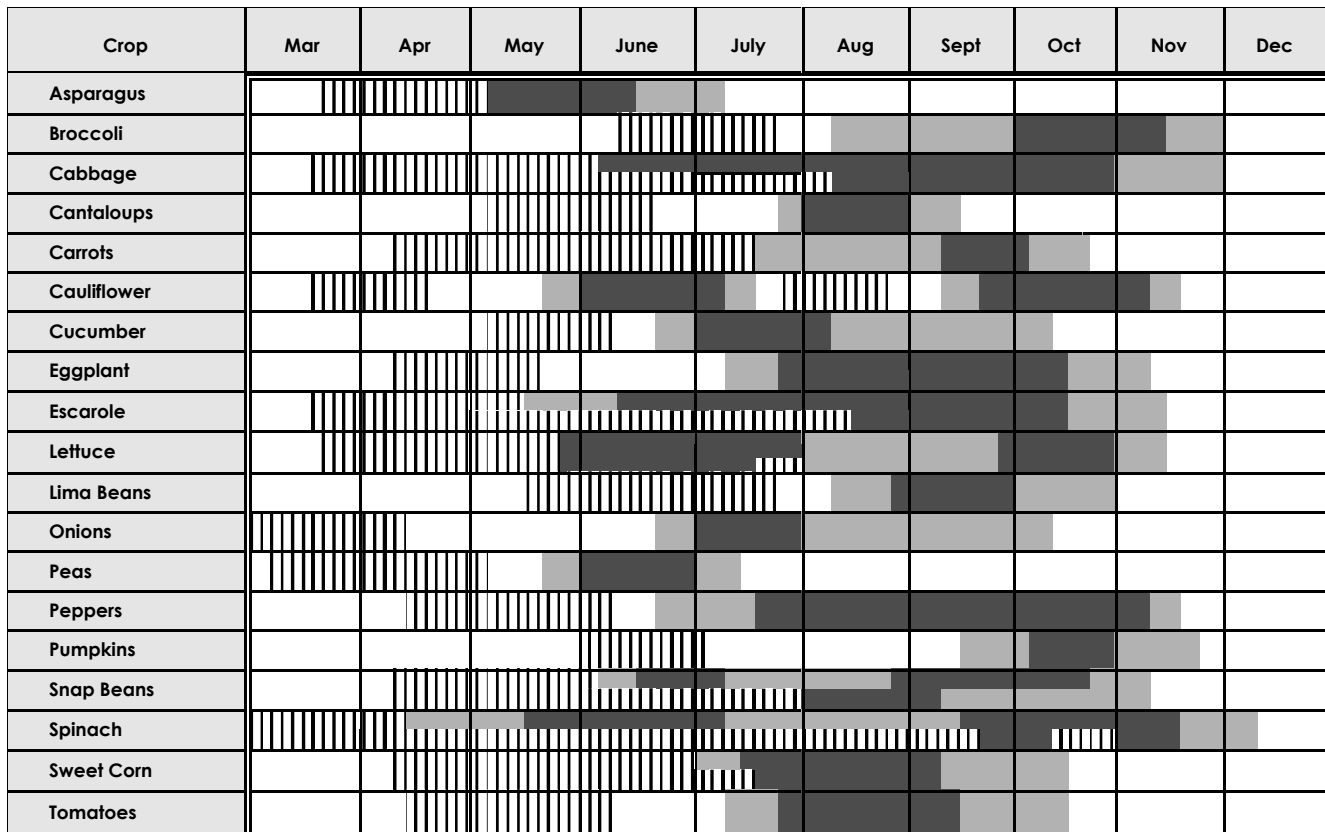 Crop Mar Apr May June July Aug Sept Oct Nov Dec
Asparagus
Broccoli
Cabbage
Cantaloups
Carrots
Cauliflower
Cucumber
Eggplant
Escarole
Lettuce
Lima Beans
Onions
Peas
Peppers
Pumpkins
Snap Beans
Spinach
Sweet Corn
Tomatoes